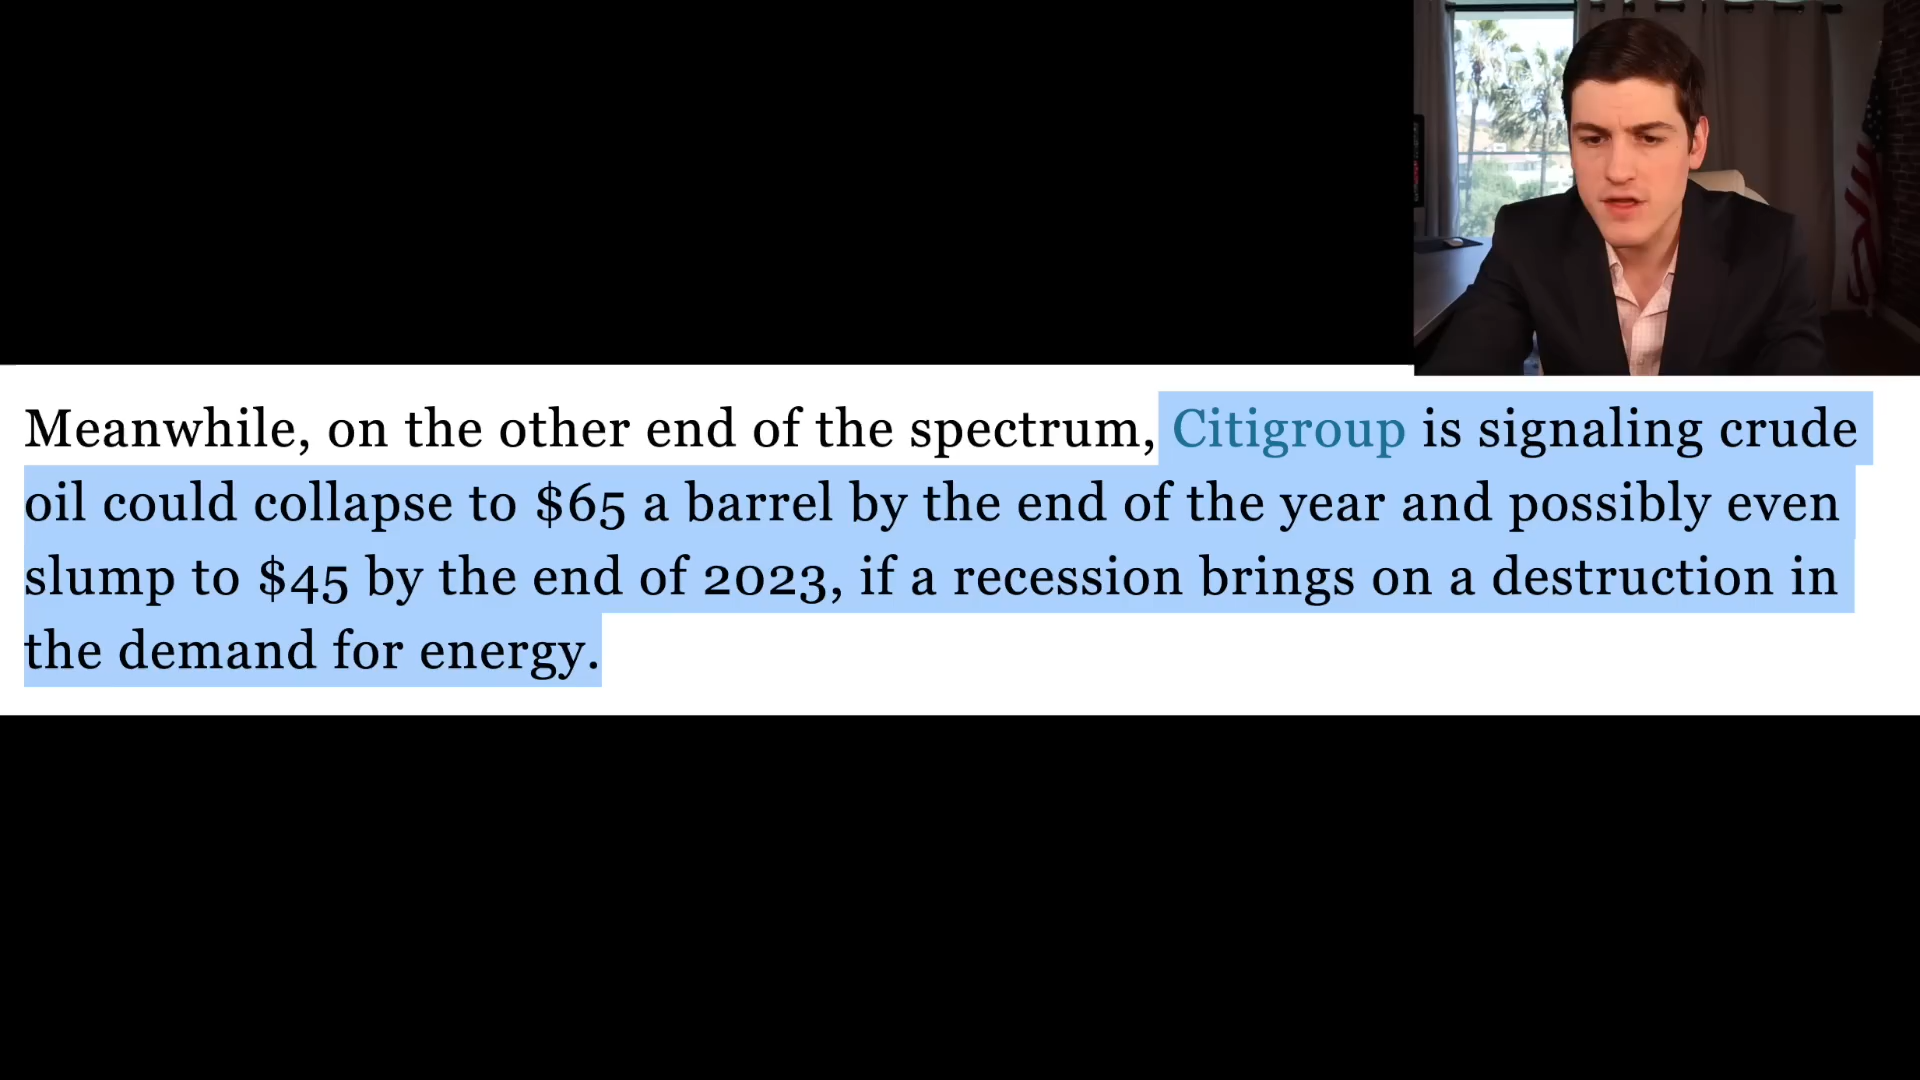 Meanwhile, on the other end of the spectrum, Citigroup is signaling crude
oil could collapse to $65 a barrel by the end of the year and possibly even
slump to $45 by the end of 2023, if a recession brings on a destruction in
the demand for energy.